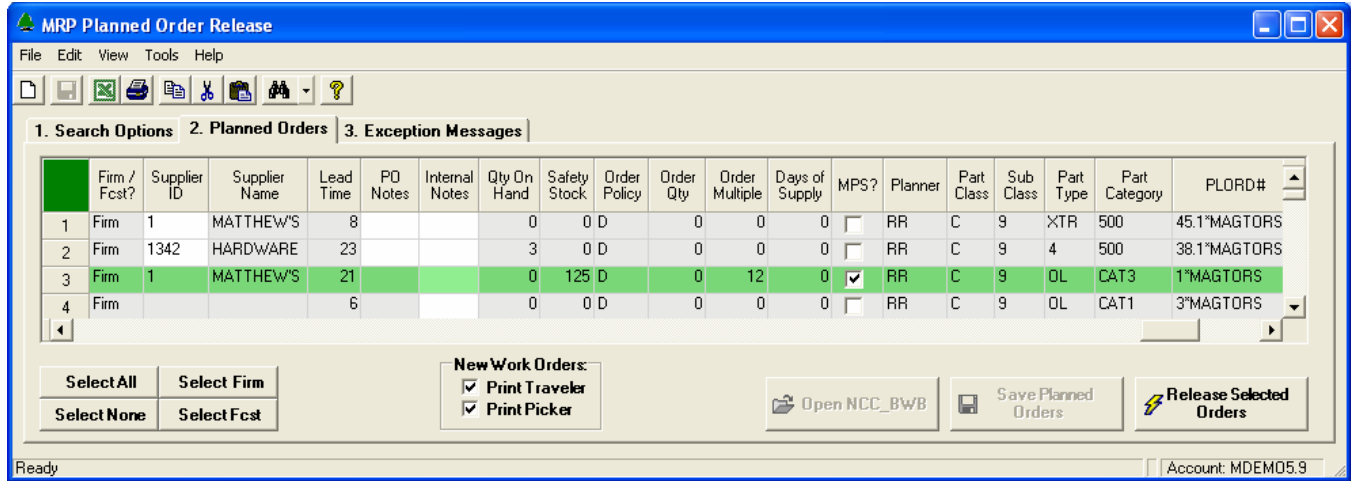 MRP Planned Order Release
File Edit View Tools Help
1. Search Options 2. Planned Orders 3. Exception Messages
Firm / Fcst? Supplier ID Supplier Name Lead Time PO Notes Internal Notes Qty On Hand Safety Stock Order Policy Order Qty Order Multiple Days of Supply MPS? Planner Part Class Sub Class Part Type Part Category PLORD#
1 Firm 1 MATTHEW'S 8 0 0 D 0 0 0 RR C 9 XTR 500 45.1*MAGTORS
2 Firm 1342 HARDWARE 23 3 0 D 0 0 0 RR C 9 4 500 38.1*MAGTORS
3 Firm 1 MATTHEW'S 21 0 125 D 0 12 0 RR C 9 OL CAT3 1*MAGTORS
4 Firm 6 0 0 D 0 0 0 RR C 9 OL CAT1 3*MAGTORS
Select All Select Firm
Select None Select Fcst
New Work Orders:
Print Traveler
Print Picker
Open NCC_BWB
Save Planned Orders
Release Selected Orders
Ready Account: MDEMO5.9